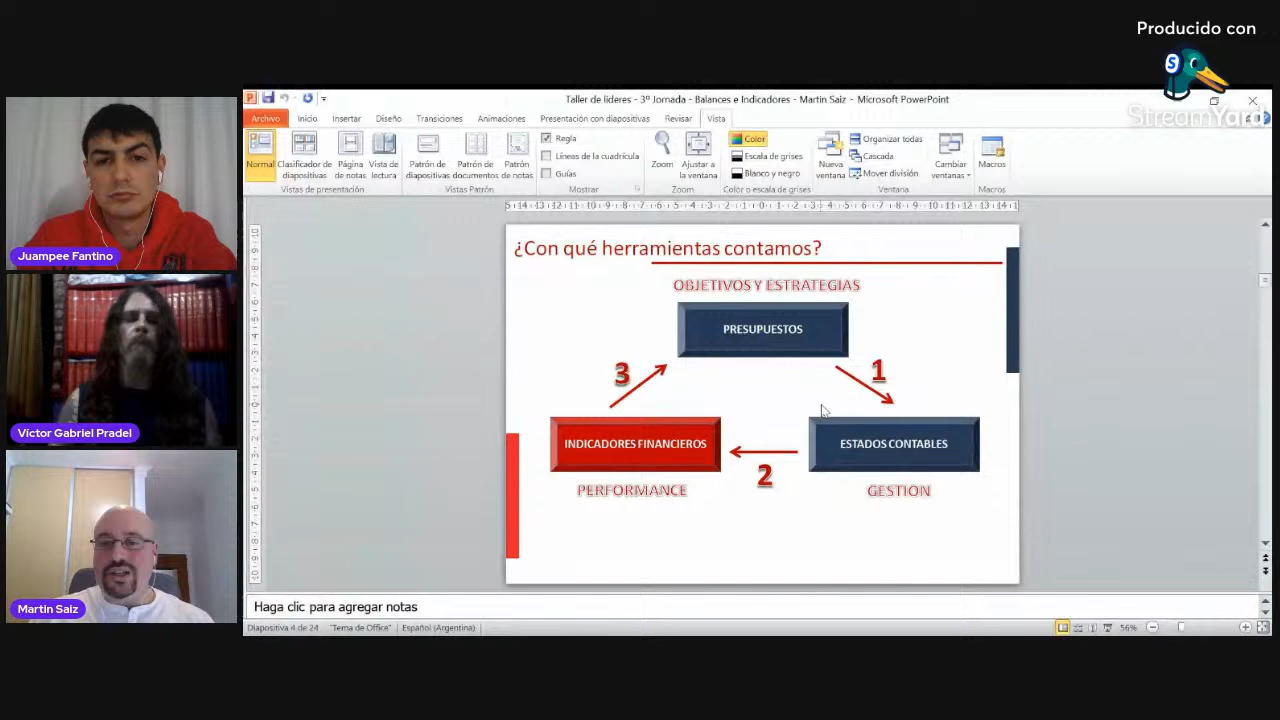 Producido con
S
StreamYard
Juampee Fantino
Víctor Gabriel Pradel
Martin Saiz
P
Taller de lideres - 3º Jornada - Balances e Indicadores - Martin Saiz - Microsoft PowerPoint
Archivo Inicio Insertar Diseño Transiciones Animaciones Presentación con diapositivas Revisar Vista
Normal
Clasificador de diapositivas
Página de notas
Vista de lectura
Vistas de presentación
Patrón de diapositivas
Patrón de documentos
Patrón de notas
Vistas Patrón
Regla
Líneas de la cuadrícula
Guías
Mostrar
Zoom
Ajustar a la ventana
Zoom
Color
Escala de grises
Blanco y negro
Color o escala de grises
Nueva ventana
Organizar todas
Cascada
Mover división
Cambiar ventanas
Ventana
Macros
Macros
¿Con qué herramientas contamos?
OBJETIVOS Y ESTRATEGIAS
PRESUPUESTOS
3
1
INDICADORES FINANCIEROS
ESTADOS CONTABLES
2
PERFORMANCE
GESTION
Haga clic para agregar notas
Diapositiva 4 de 24 "Tema de Office" Español (Argentina)
56%